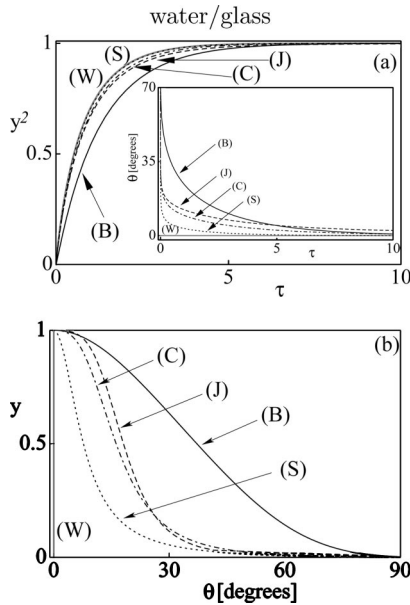 water/glass
1
(S)
(J)
(a)
(W)
(C)
y²
70
θ [degrees]
(B)
35
(J)
0.5
(C)
(S)
(B)
(W)
0
0
5
10
τ
0
0
5
10
τ
1
(b)
(C)
(J)
y
(B)
0.5
(S)
(W)
0
0
30
60
90
θ [degrees]